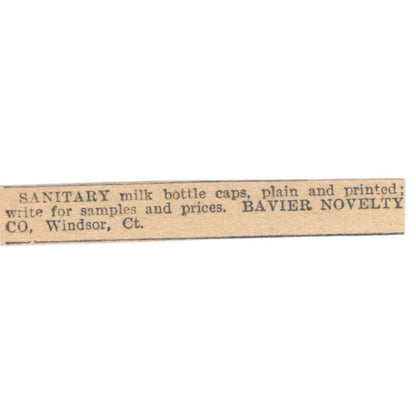 SANITARY milk bottle caps, plain and printed;
write for samples and prices. BAVIER NOVELTY
CO, Windsor, Ct.